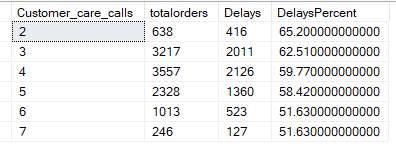 Customer_care_calls totalorders Delays DelaysPercent
2 638 416 65.200000000000
3 3217 2011 62.510000000000
4 3557 2126 59.770000000000
5 2328 1360 58.420000000000
6 1013 523 51.630000000000
7 246 127 51.630000000000